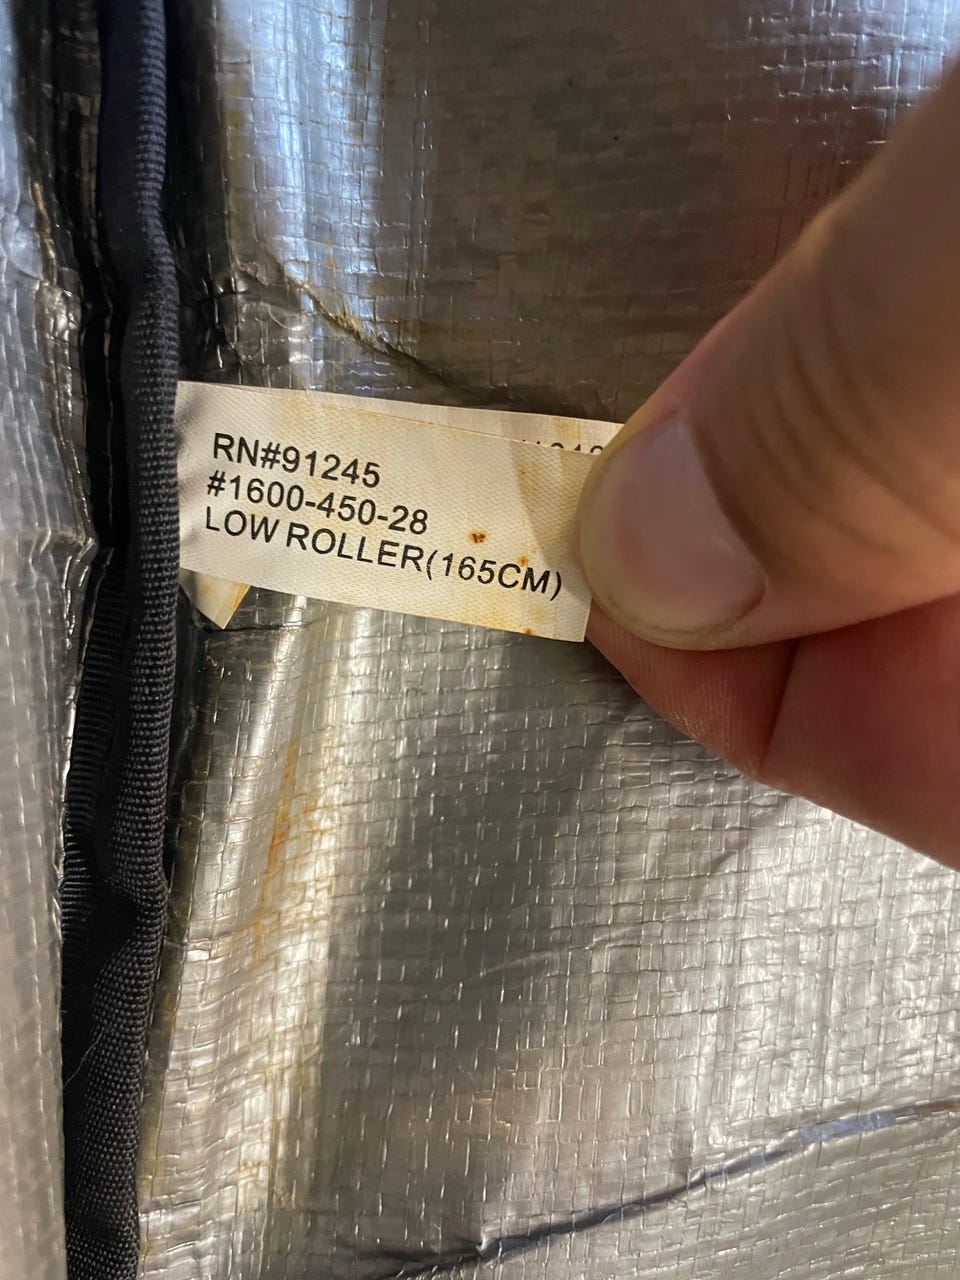 RN#91245
#1600-450-28
LOW ROLLER(165CM)